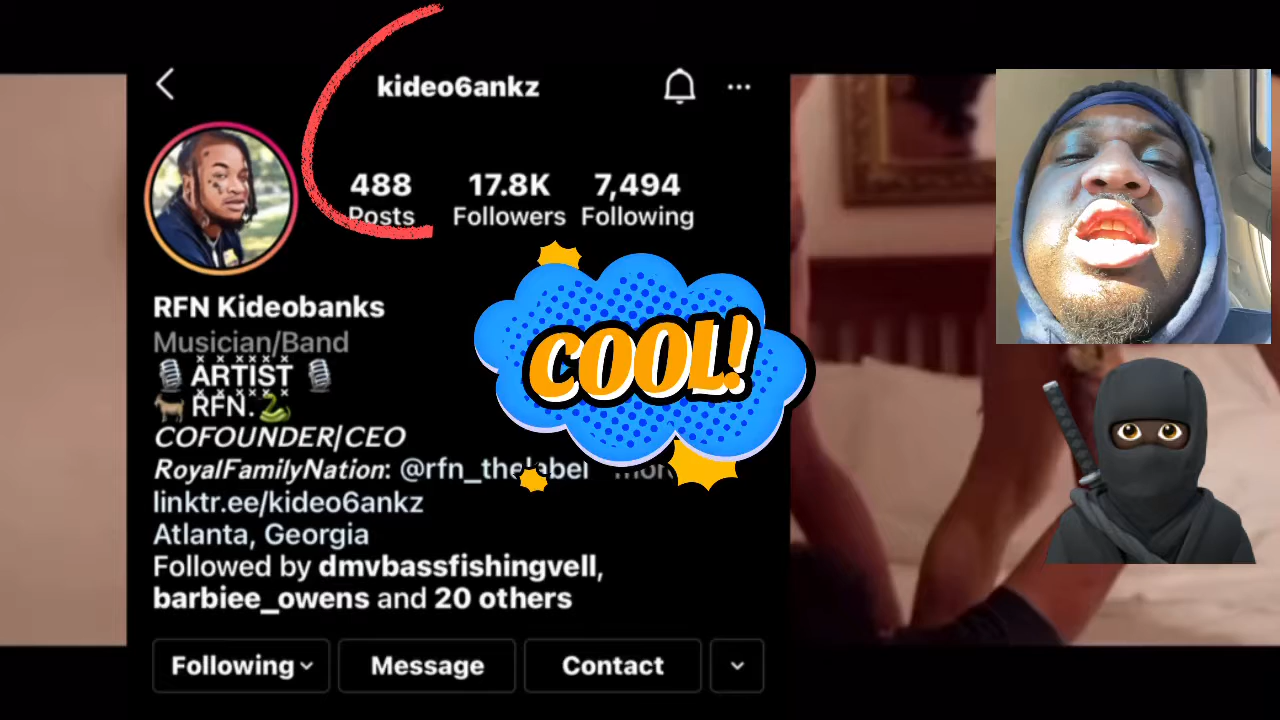 kideo6ankz
488 17.8K 7,494
Posts Followers Following
RFN Kideobanks
Musician/Band
ARTIST
RFN.
COFOUNDER|CEO
RoyalFamilyNation: @rfn_thelabel
linktr.ee/kideo6ankz
Atlanta, Georgia
Followed by dmvbassfishingvell,
barbiee_owens and 20 others
Following Message Contact
COOL!